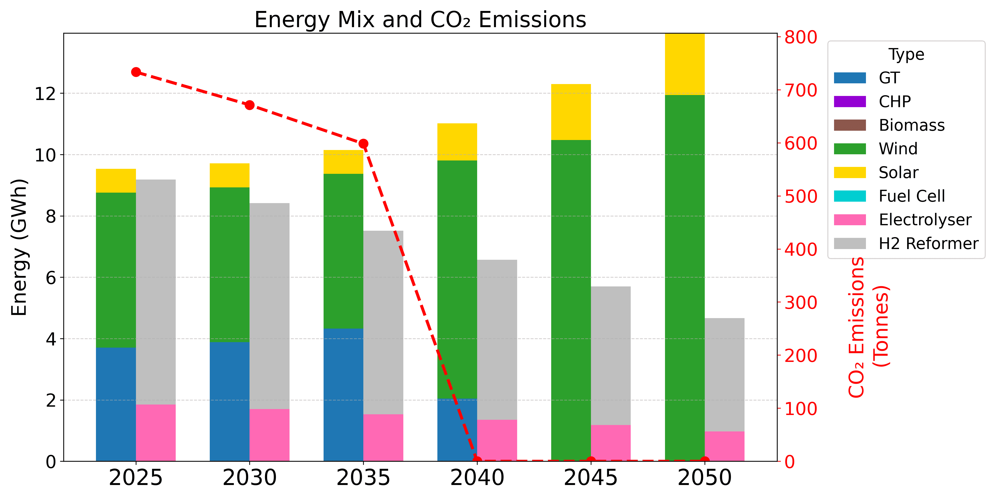 Energy Mix and CO₂ Emissions
Energy (GWh)
12
10
8
6
4
2
0
2025
2030
2035
2040
2045
2050
800
700
600
500
400
300
200
100
0
CO₂ Emissions
(Tonnes)
Type
GT
CHP
Biomass
Wind
Solar
Fuel Cell
Electrolyser
H2 Reformer